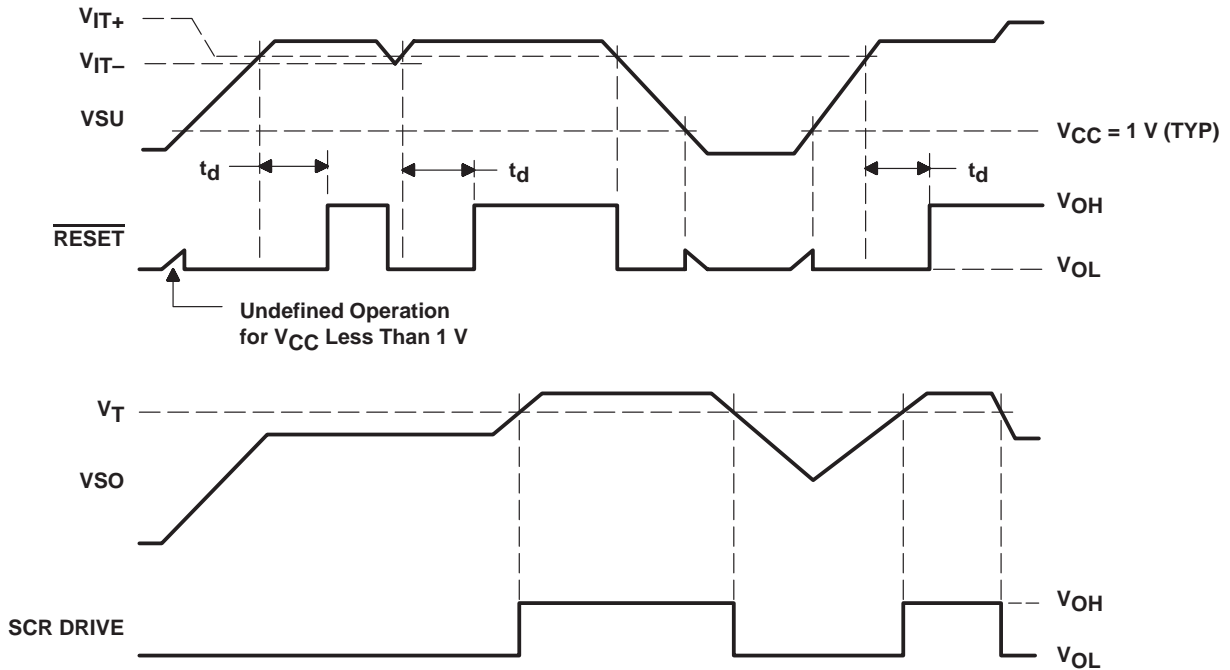 VIT+
VIT–
VSU
VCC = 1 V (TYP)
td
td
td
RESET
VOH
VOL
Undefined Operation
for VCC Less Than 1 V
VT
VSO
SCR DRIVE
VOH
VOL